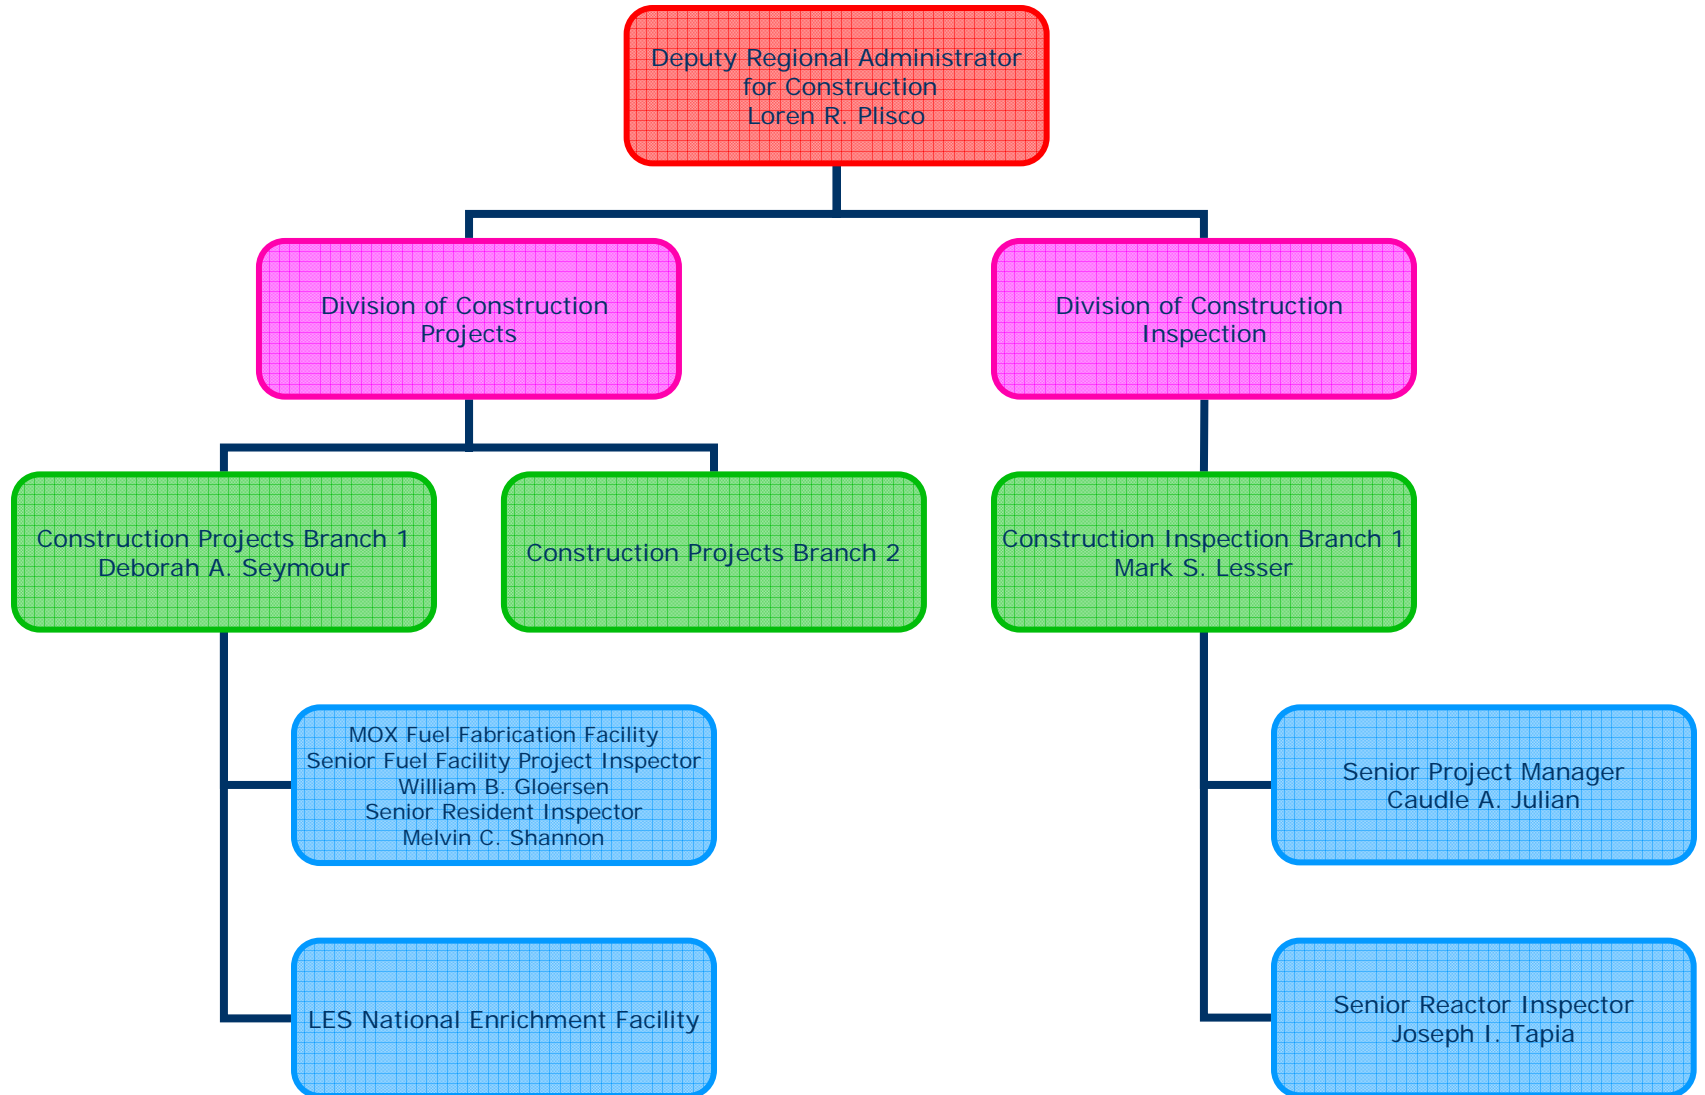 Deputy Regional Administrator
for Construction
Loren R. Plisco
Division of Construction
Projects
Division of Construction
Inspection
Construction Projects Branch 1
Deborah A. Seymour
Construction Projects Branch 2
Construction Inspection Branch 1
Mark S. Lesser
MOX Fuel Fabrication Facility
Senior Fuel Facility Project Inspector
William B. Gloersen
Senior Resident Inspector
Melvin C. Shannon
Senior Project Manager
Caudle A. Julian
LES National Enrichment Facility
Senior Reactor Inspector
Joseph I. Tapia